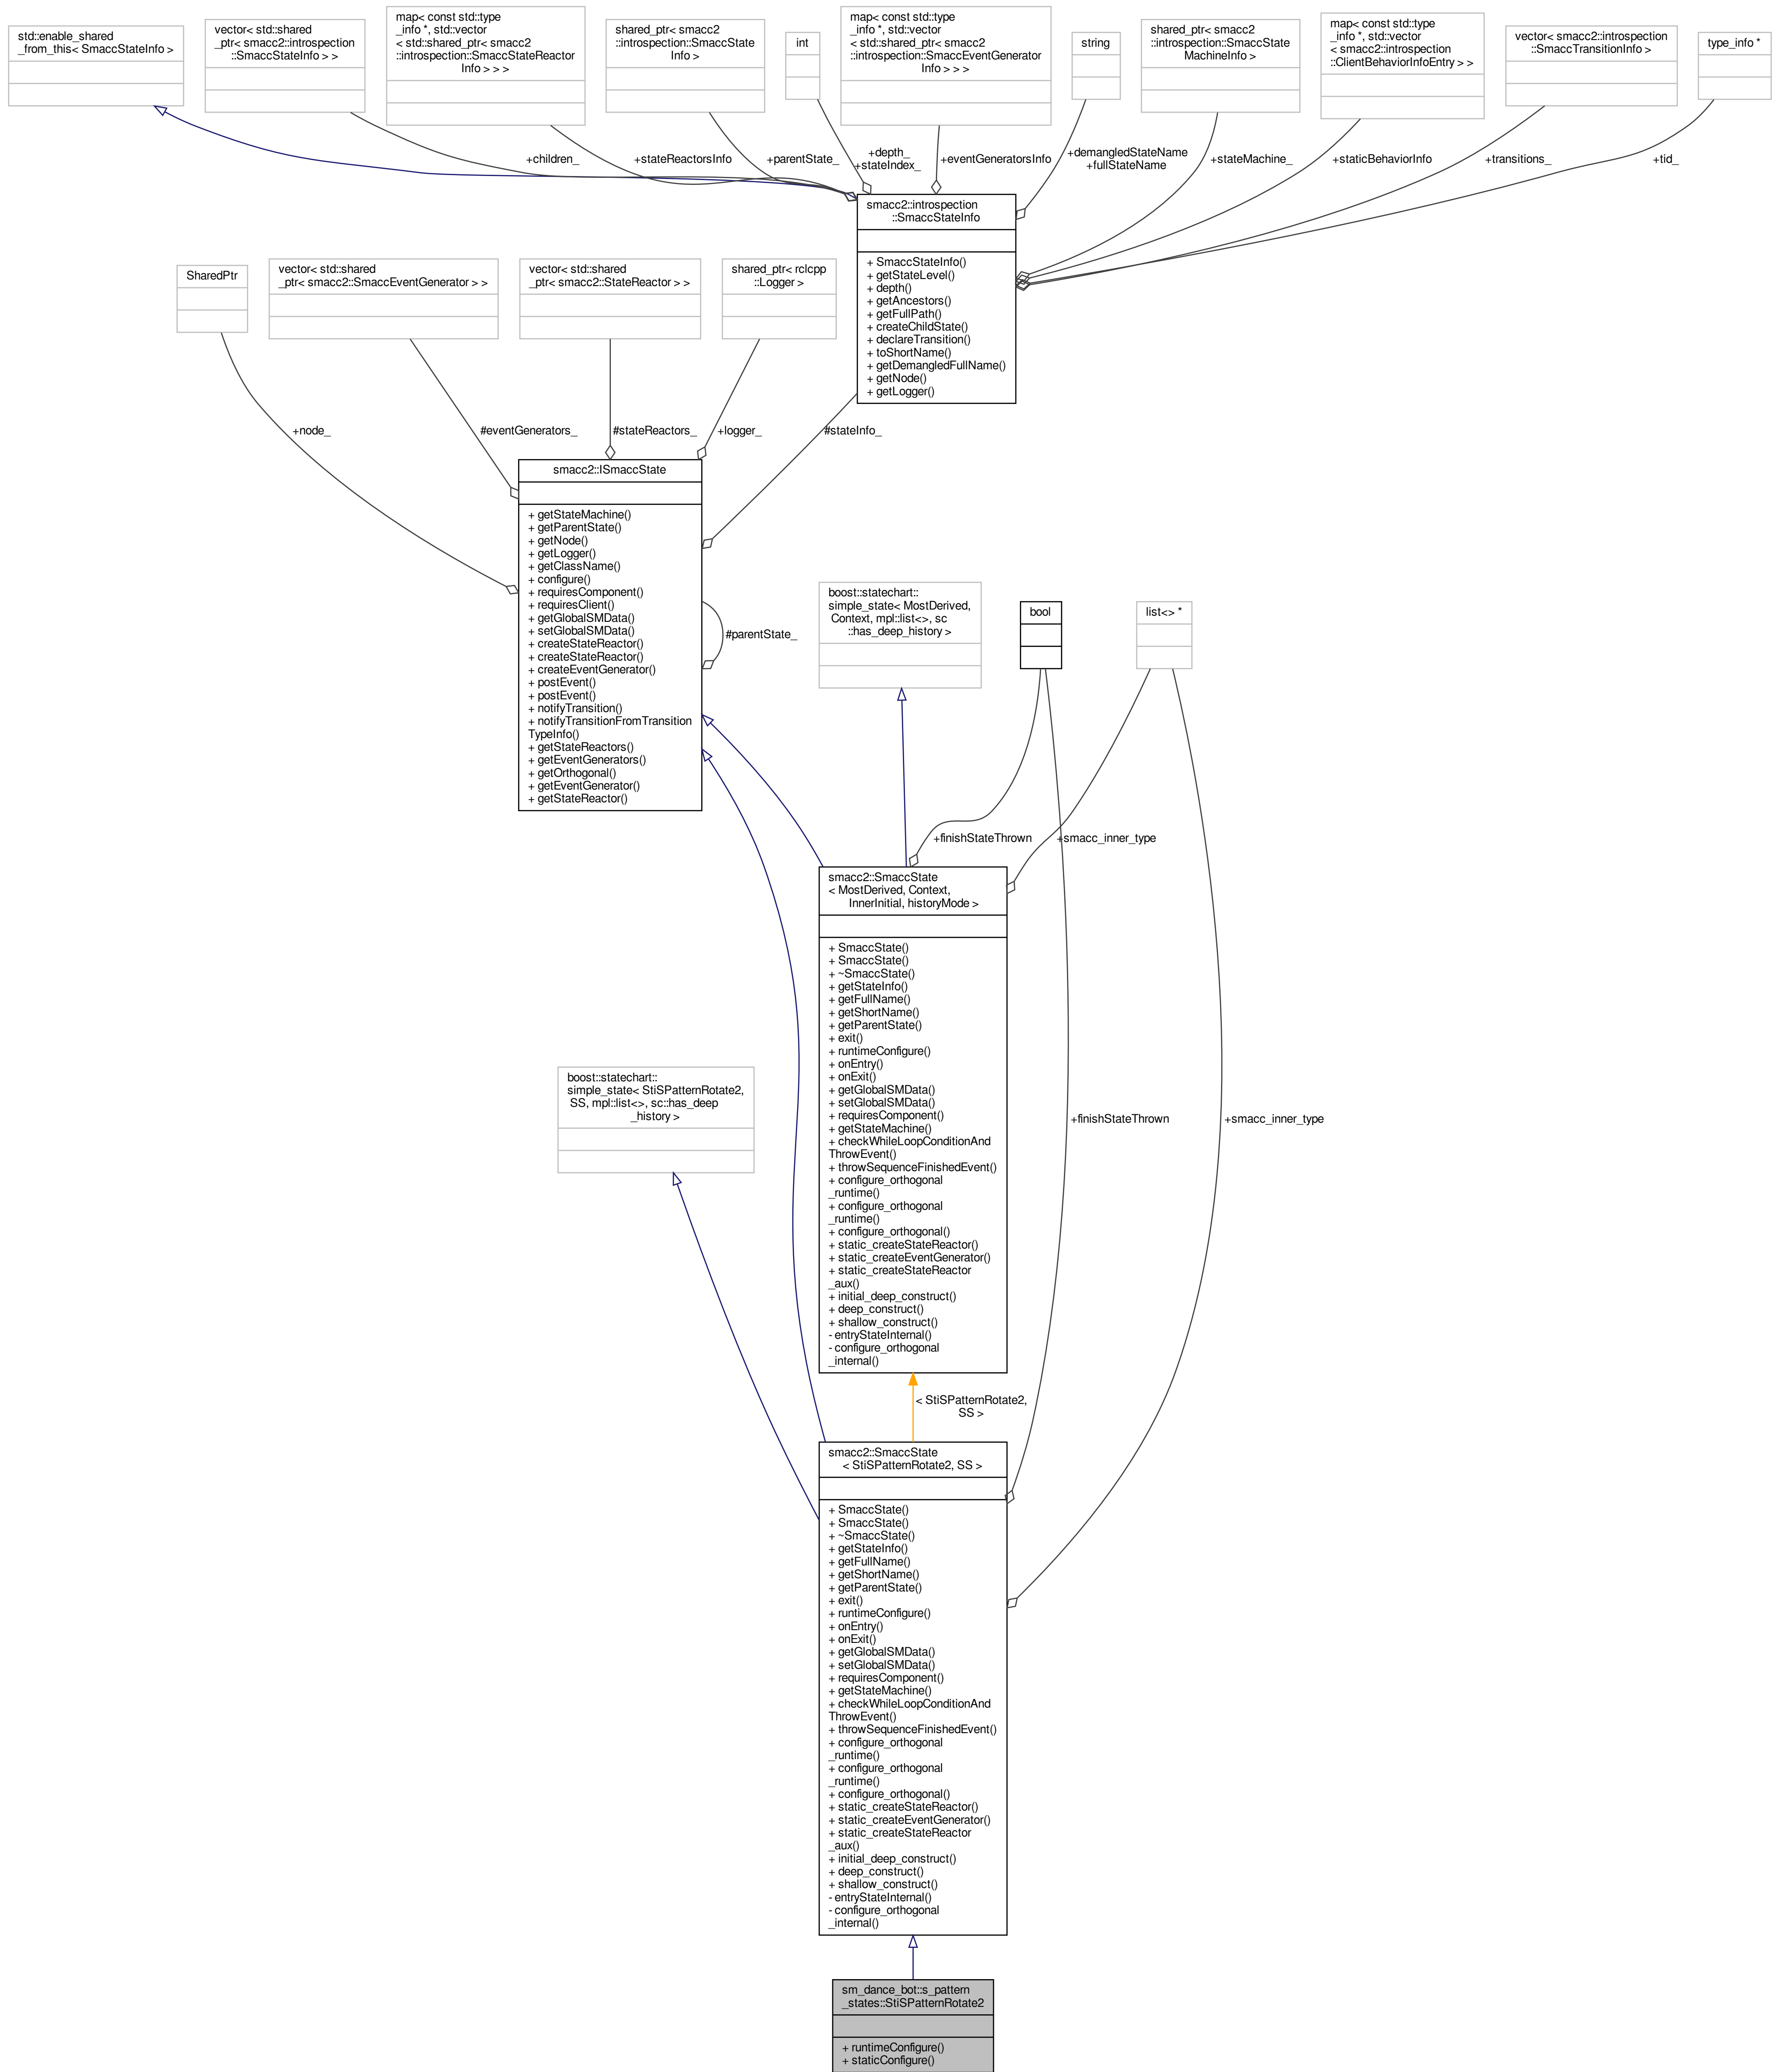 std::enable_shared
_from_this< SmaccStateInfo >
vector< std::shared
_ptr< smacc2::introspection
::SmaccStateInfo > >
map< const std::type
_info *, std::vector
< std::shared_ptr< smacc2
::introspection::SmaccStateReactor
Info > > >
shared_ptr< smacc2
::introspection::SmaccState
Info >
int
map< const std::type
_info *, std::vector
< std::shared_ptr< smacc2
::introspection::SmaccEventGenerator
Info > > >
string
shared_ptr< smacc2
::introspection::SmaccState
MachineInfo >
map< const std::type
_info *, std::vector
< smacc2::introspection
::ClientBehaviorInfoEntry > >
vector< smacc2::introspection
::SmaccTransitionInfo >
type_info *
+children_
+stateReactorsInfo
+parentState_
+depth_
+stateIndex_
+eventGeneratorsInfo
+demangledStateName
+fullStateName
+stateMachine_
+staticBehaviorInfo
+transitions_
+tid_
smacc2::introspection
::SmaccStateInfo
+ SmaccStateInfo()
+ getStateLevel()
+ depth()
+ getAncestors()
+ getFullPath()
+ createChildState()
+ declareTransition()
+ toShortName()
+ getDemangledFullName()
+ getNode()
+ getLogger()
SharedPtr
vector< std::shared
_ptr< smacc2::SmaccEventGenerator > >
vector< std::shared
_ptr< smacc2::StateReactor > >
shared_ptr< rclcpp
::Logger >
+node_
#eventGenerators_
#stateReactors_
+logger_
#stateInfo_
smacc2::ISmaccState
+ getStateMachine()
+ getParentState()
+ getNode()
+ getLogger()
+ getClassName()
+ configure()
+ requiresComponent()
+ requiresClient()
+ getGlobalSMData()
+ setGlobalSMData()
+ createStateReactor()
+ createStateReactor()
+ createEventGenerator()
+ postEvent()
+ postEvent()
+ notifyTransition()
+ notifyTransitionFromTransition
TypeInfo()
+ getStateReactors()
+ getEventGenerators()
+ getOrthogonal()
+ getEventGenerator()
+ getStateReactor()
#parentState_
boost::statechart::
simple_state< MostDerived,
Context, mpl::list<>, sc
::has_deep_history >
bool
list<> *
+finishStateThrown
+smacc_inner_type
smacc2::SmaccState
< MostDerived, Context,
InnerInitial, historyMode >
+ SmaccState()
+ SmaccState()
+ ~SmaccState()
+ getStateInfo()
+ getFullName()
+ getShortName()
+ getParentState()
+ exit()
+ runtimeConfigure()
+ onEntry()
+ onExit()
+ getGlobalSMData()
+ setGlobalSMData()
+ requiresComponent()
+ getStateMachine()
+ checkWhileLoopConditionAnd
ThrowEvent()
+ throwSequenceFinishedEvent()
+ configure_orthogonal
_runtime()
+ configure_orthogonal
_runtime()
+ configure_orthogonal()
+ static_createStateReactor()
+ static_createEventGenerator()
+ static_createStateReactor
_aux()
+ initial_deep_construct()
+ deep_construct()
+ shallow_construct()
- entryStateInternal()
- configure_orthogonal
_internal()
boost::statechart::
simple_state< StiSPatternRotate2,
SS, mpl::list<>, sc::has_deep
_history >
+finishStateThrown
+smacc_inner_type
< StiSPatternRotate2,
SS >
smacc2::SmaccState
< StiSPatternRotate2, SS >
+ SmaccState()
+ SmaccState()
+ ~SmaccState()
+ getStateInfo()
+ getFullName()
+ getShortName()
+ getParentState()
+ exit()
+ runtimeConfigure()
+ onEntry()
+ onExit()
+ getGlobalSMData()
+ setGlobalSMData()
+ requiresComponent()
+ getStateMachine()
+ checkWhileLoopConditionAnd
ThrowEvent()
+ throwSequenceFinishedEvent()
+ configure_orthogonal
_runtime()
+ configure_orthogonal
_runtime()
+ configure_orthogonal()
+ static_createStateReactor()
+ static_createEventGenerator()
+ static_createStateReactor
_aux()
+ initial_deep_construct()
+ deep_construct()
+ shallow_construct()
- entryStateInternal()
- configure_orthogonal
_internal()
sm_dance_bot::s_pattern
_states::StiSPatternRotate2
+ runtimeConfigure()
+ staticConfigure()